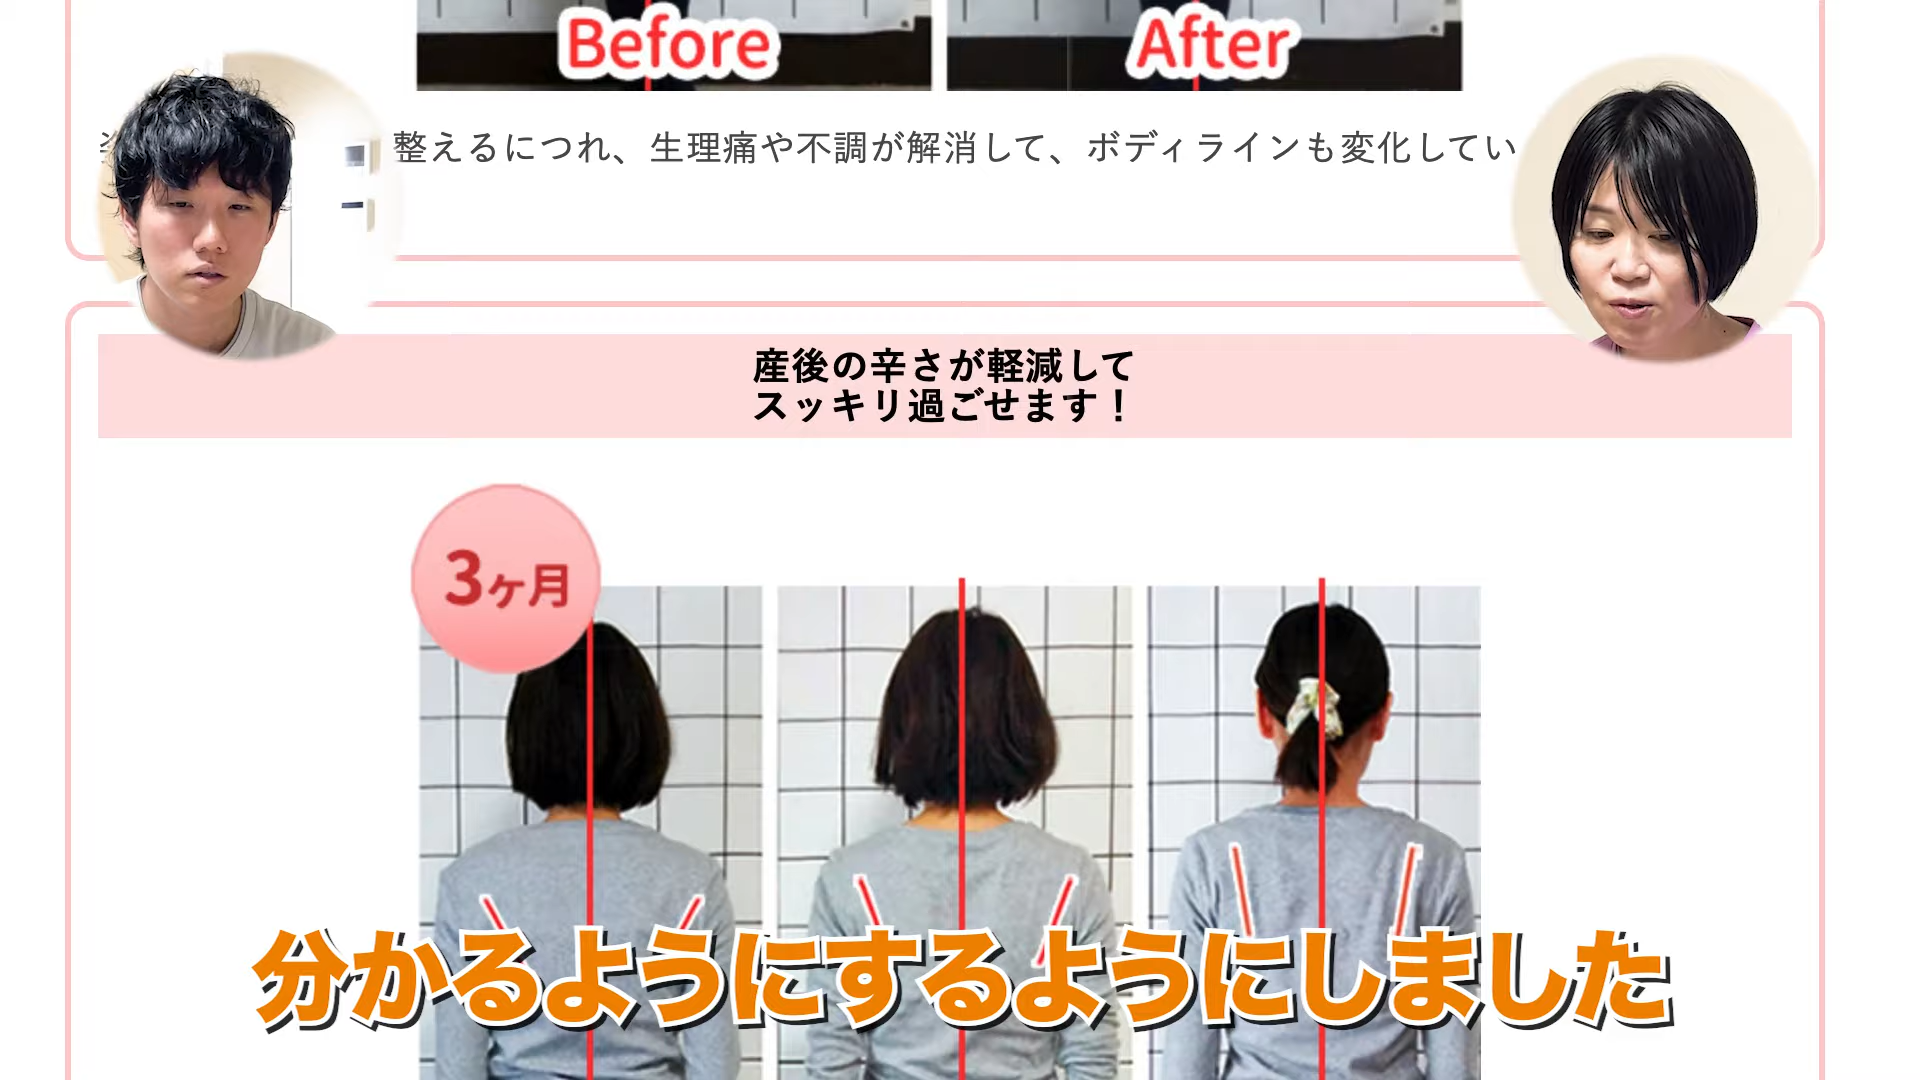 Before
After
整えるにつれ、生理痛や不調が解消して、ボディラインも変化してい
産後の辛さが軽減して
スッキリ過ごせます！
3ヶ月
分かるようにするようにしました